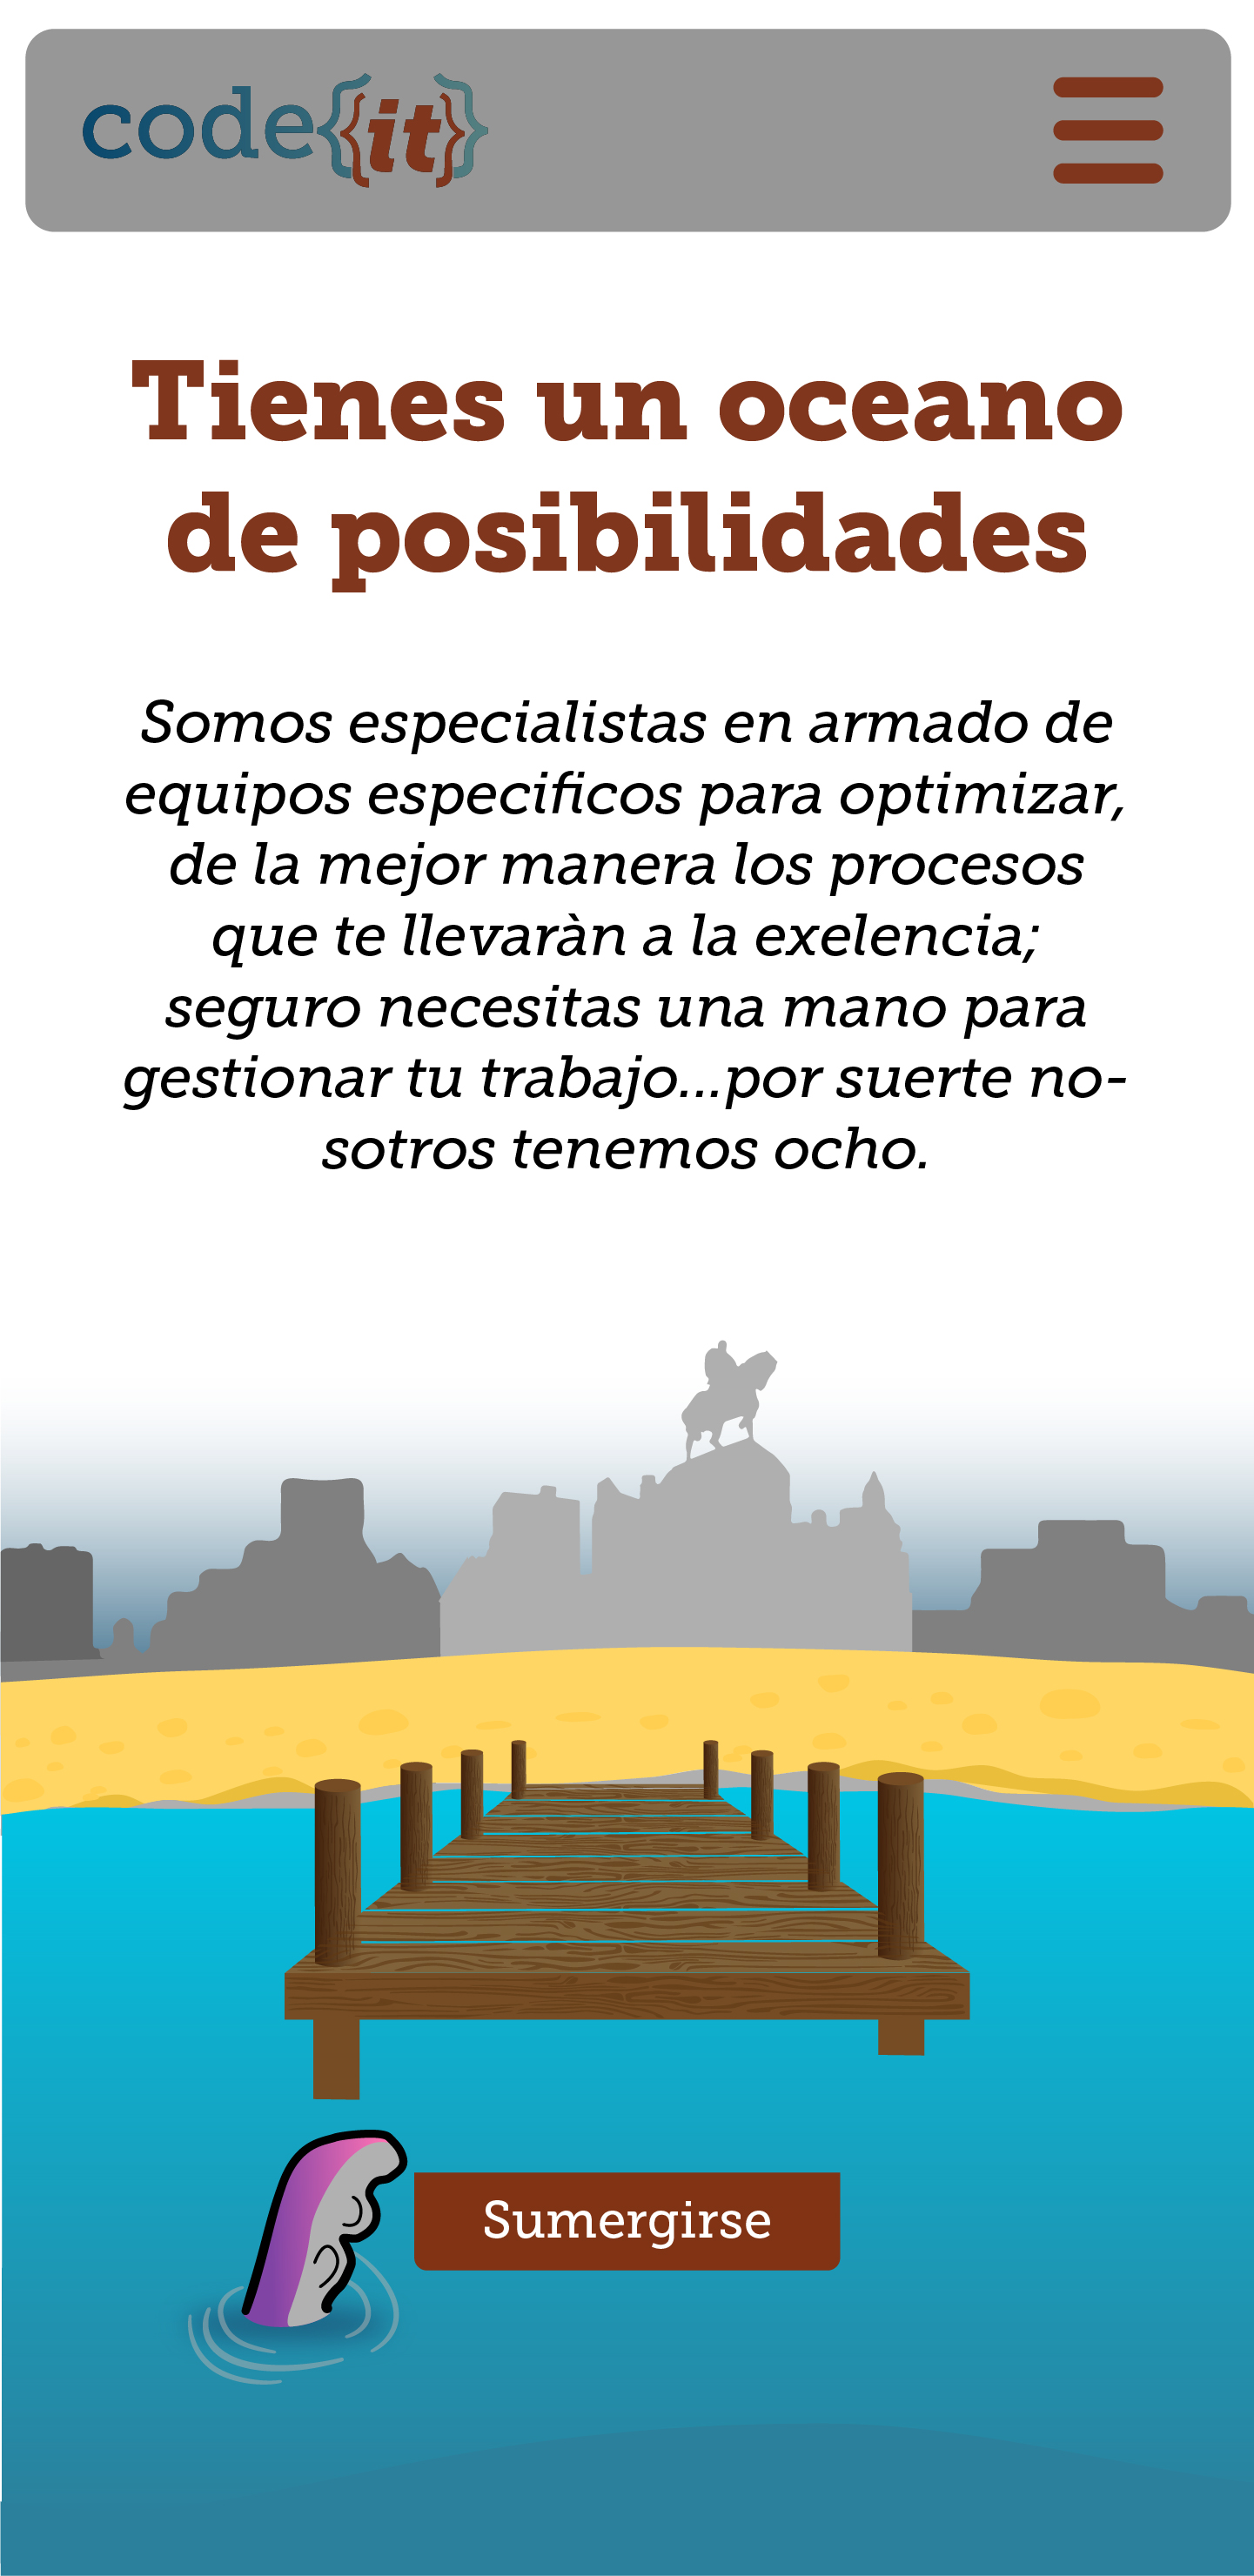 code{{it}}
Tienes un oceano
de posibilidades
Somos especialistas en armado de
equipos especificos para optimizar,
de la mejor manera los procesos
que te llevaràn a la exelencia;
seguro necesitas una mano para
gestionar tu trabajo...por suerte no-
sotros tenemos ocho.
Sumergirse